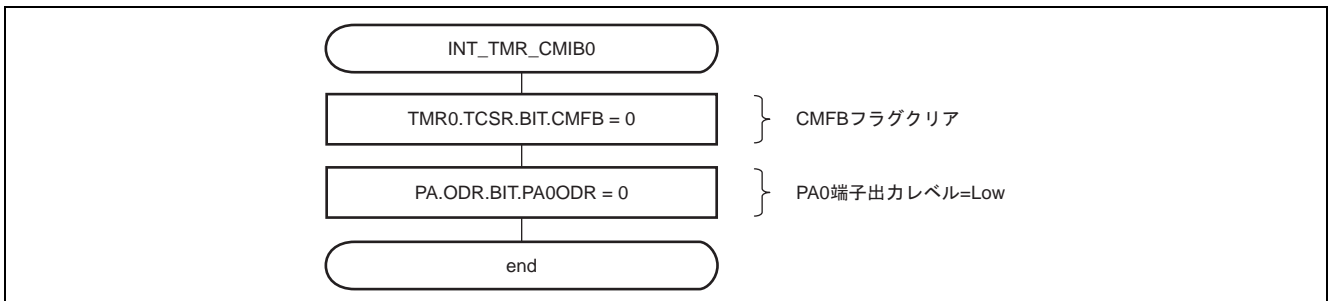 INT_TMR_CMIB0
TMR0.TCSR.BIT.CMFB = 0
CMFBフラグクリア
PA.ODR.BIT.PA0ODR = 0
PA0端子出力レベル=Low
end